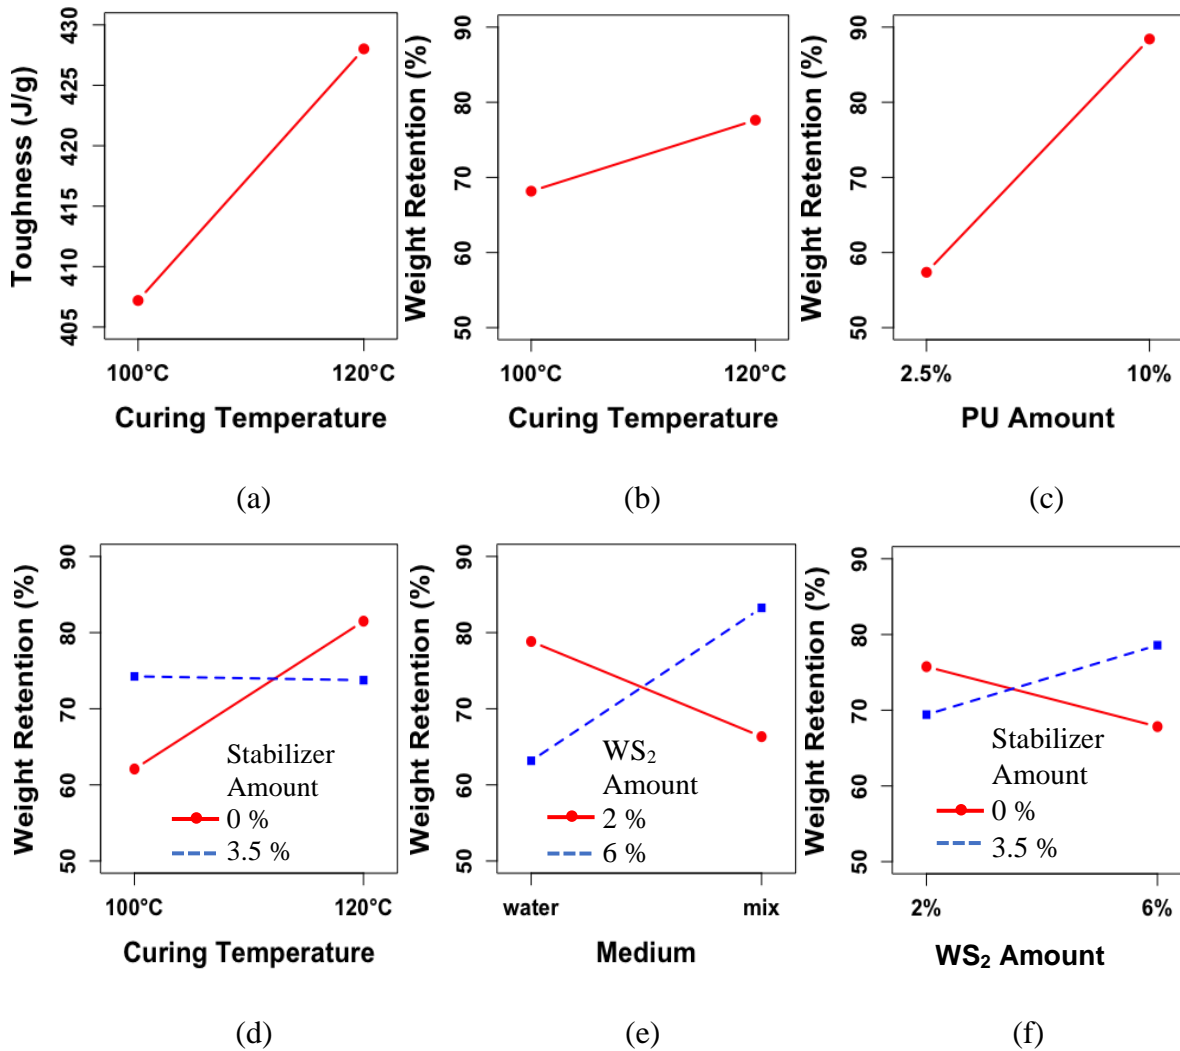 Toughness (J/g)
430
425
420
415
410
405
100°C
120°C
Curing Temperature
(a)
Weight Retention (%)
90
80
70
60
50
100°C
120°C
Curing Temperature
(b)
Weight Retention (%)
90
80
70
60
50
2.5%
10%
PU Amount
(c)
Weight Retention (%)
90
80
70
60
50
Stabilizer
Amount
0 %
3.5 %
100°C
120°C
Curing Temperature
(d)
Weight Retention (%)
90
80
70
60
50
WS₂
Amount
2 %
6 %
water
mix
Medium
(e)
Weight Retention (%)
90
80
70
60
50
Stabilizer
Amount
0 %
3.5 %
2%
6%
WS₂ Amount
(f)